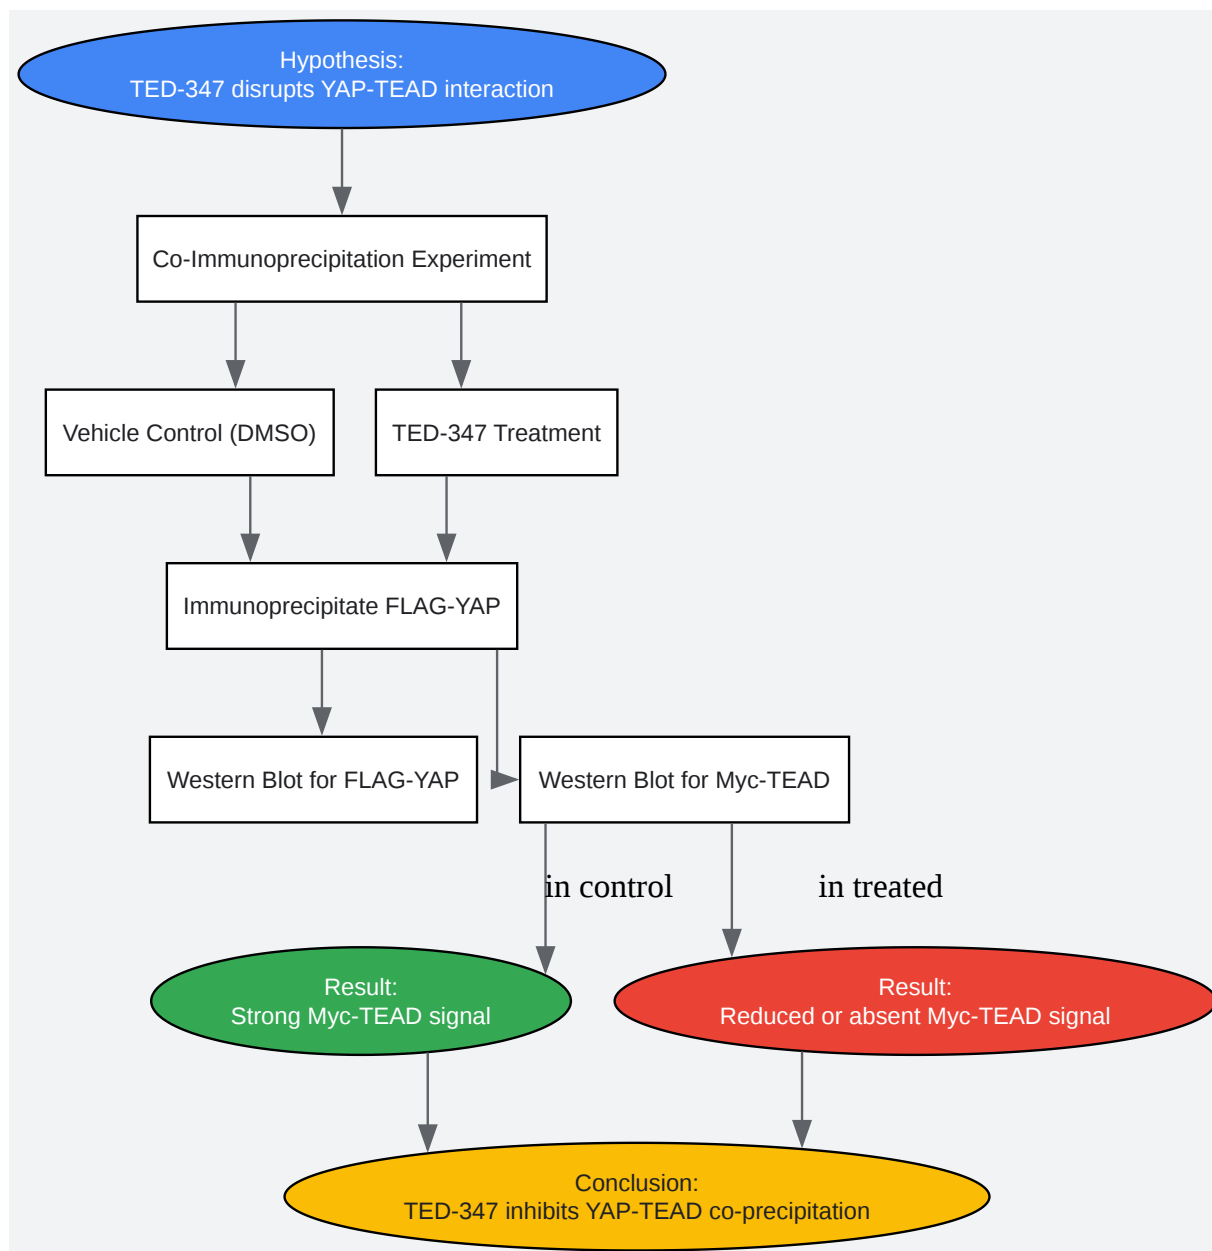 Hypothesis:
TED-347 disrupts YAP-TEAD interaction
Co-Immunoprecipitation Experiment
Vehicle Control (DMSO)
TED-347 Treatment
Immunoprecipitate FLAG-YAP
Western Blot for FLAG-YAP
Western Blot for Myc-TEAD
in control
in treated
Result:
Strong Myc-TEAD signal
Result:
Reduced or absent Myc-TEAD signal
Conclusion:
TED-347 inhibits YAP-TEAD co-precipitation